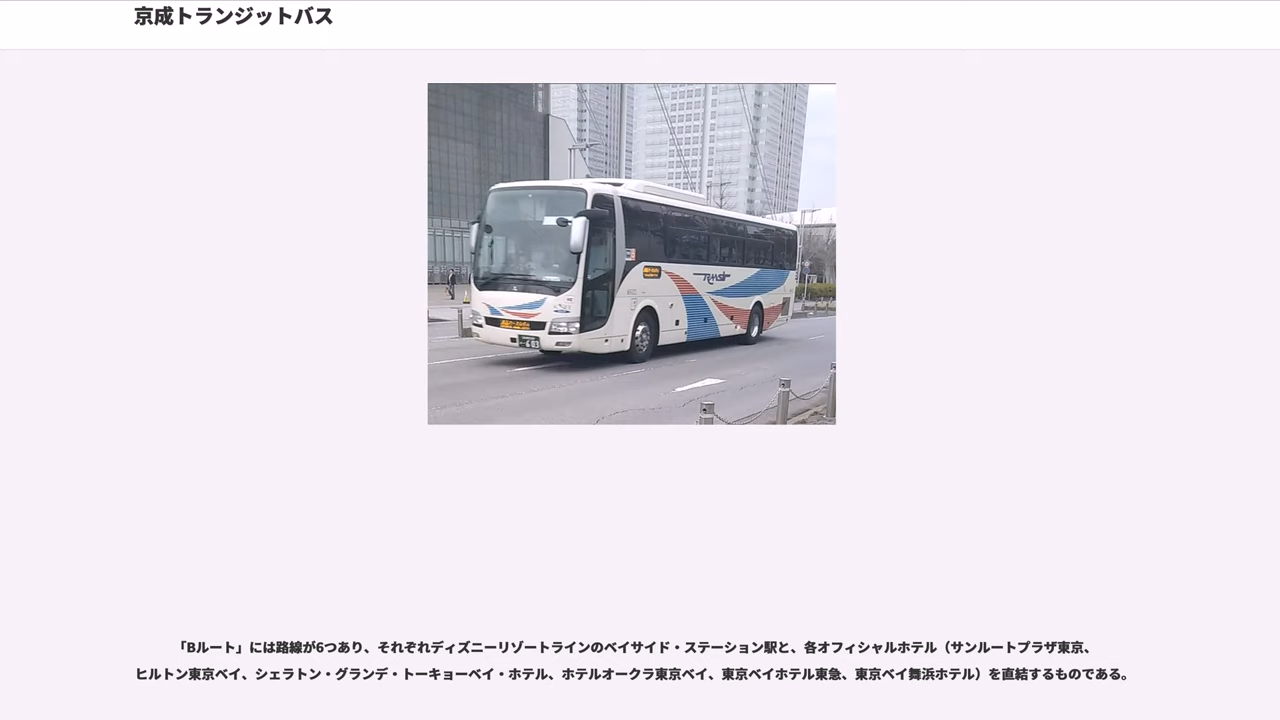 京成トランジットバス
TRANSIT
603
「Bルート」には路線が6つあり、それぞれディズニーリゾートラインのベイサイド・ステーション駅と、各オフィシャルホテル（サンルートプラザ東京、
ヒルトン東京ベイ、シェラトン・グランデ・トーキョーベイ・ホテル、ホテルオークラ東京ベイ、東京ベイホテル東急、東京ベイ舞浜ホテル）を直結するものである。